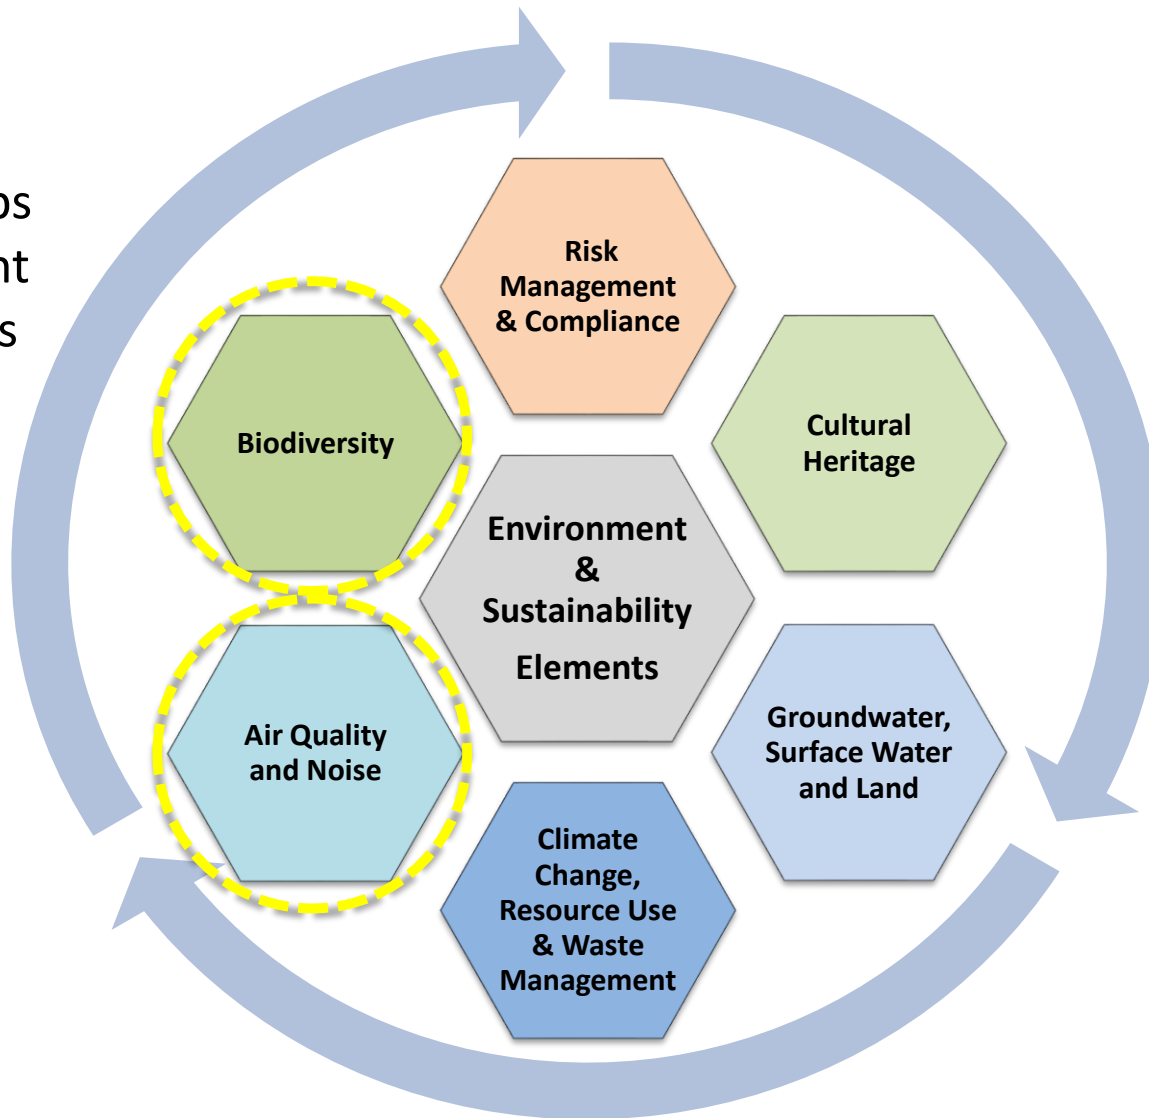 Risk
Management
& Compliance
Biodiversity
Cultural
Heritage
Environment
&
Sustainability
Elements
Air Quality
and Noise
Groundwater,
Surface Water
and Land
Climate
Change,
Resource Use
& Waste
Management